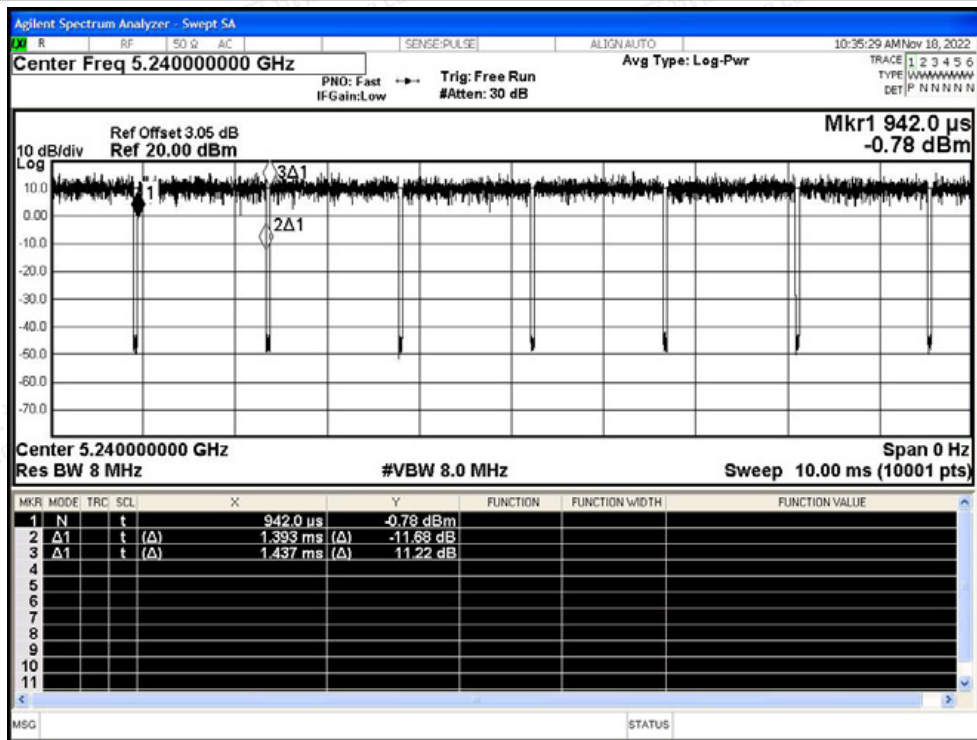 Agilent Spectrum Analyzer - Swept SA
LXI R RF 50 Ω AC SENSE:PULSE ALIGNAUTO 10:35:29 AM Nov 18, 2022
Center Freq 5.240000000 GHz Avg Type: Log-Pwr TRACE 1 2 3 4 5 6
PNO: Fast Trig: Free Run TYPE WWWWWW
IFGain:Low #Atten: 30 dB DET P N N N N N
Mkr1 942.0 µs
Ref Offset 3.05 dB
10 dB/div Ref 20.00 dBm -0.78 dBm
Log
3Δ1
10.0
1
0.00
2Δ1
-10.0
-20.0
-30.0
-40.0
-50.0
-60.0
-70.0
Center 5.240000000 GHz Span 0 Hz
Res BW 8 MHz #VBW 8.0 MHz Sweep 10.00 ms (10001 pts)
MKR MODE TRC SCL X Y FUNCTION FUNCTION WIDTH FUNCTION VALUE
1 N t 942.0 µs -0.78 dBm
2 Δ1 t (Δ) 1.393 ms (Δ) -11.68 dB
3 Δ1 t (Δ) 1.437 ms (Δ) 11.22 dB
4
5
6
7
8
9
10
11
MSG STATUS